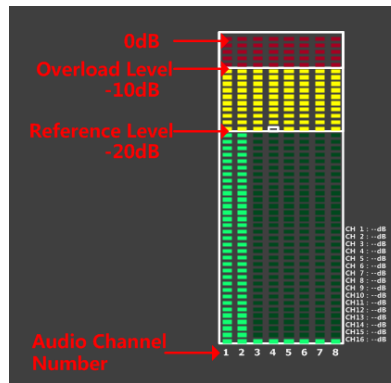 0dB
Overload Level
-10dB
Reference Level
-20dB
CH 1 : --dB
CH 2 : --dB
CH 3 : --dB
CH 4 : --dB
CH 5 : --dB
CH 6 : --dB
CH 7 : --dB
CH 8 : --dB
CH 9 : --dB
CH10 : --dB
CH11 : --dB
CH12 : --dB
CH13 : --dB
CH14 : --dB
CH15 : --dB
CH16 : --dB
Audio Channel
Number
1 2 3 4 5 6 7 8